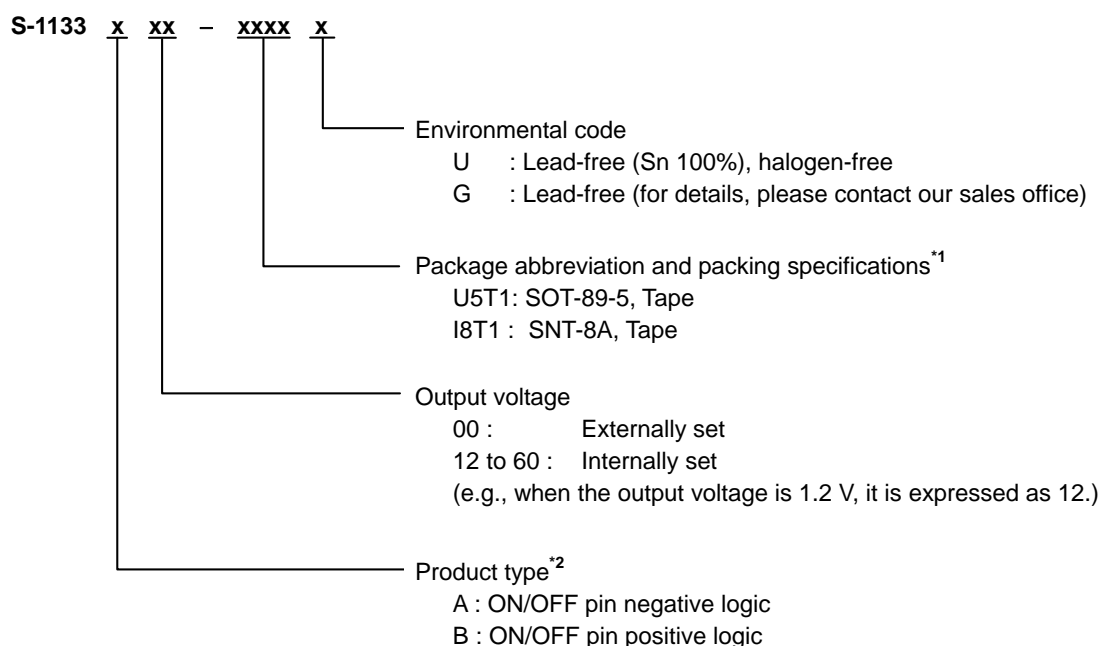 S-1133 x xx – xxxx x
Environmental code
U : Lead-free (Sn 100%), halogen-free
G : Lead-free (for details, please contact our sales office)
Package abbreviation and packing specifications*1
U5T1: SOT-89-5, Tape
I8T1 : SNT-8A, Tape
Output voltage
00 : Externally set
12 to 60 : Internally set
(e.g., when the output voltage is 1.2 V, it is expressed as 12.)
Product type*2
A : ON/OFF pin negative logic
B : ON/OFF pin positive logic